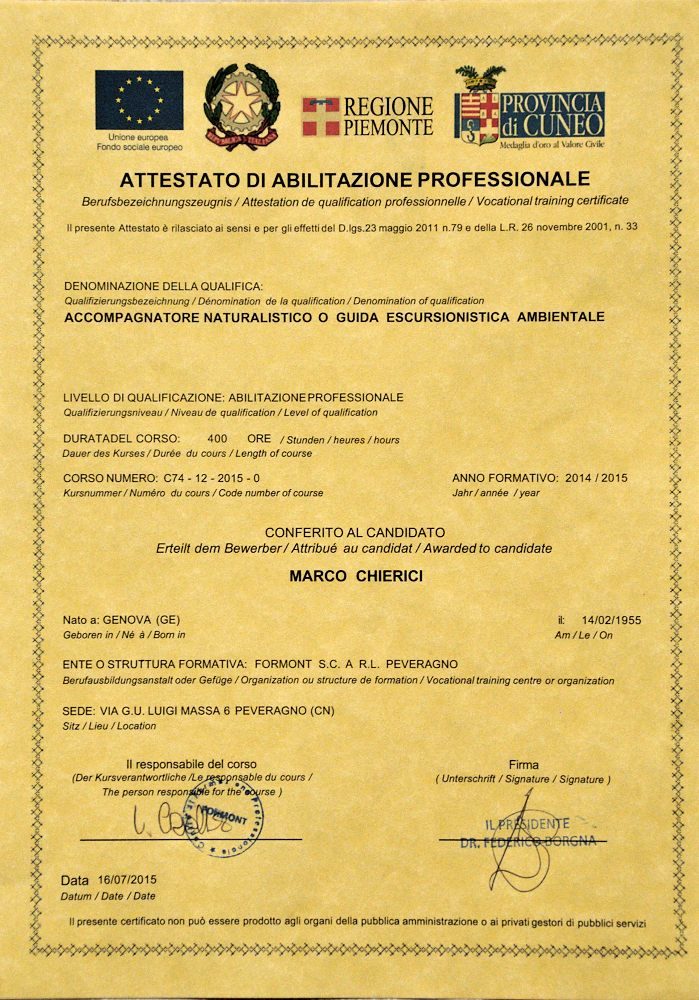 Unione europea
Fondo sociale europeo
REPVBBLICA ITALIANA
REGIONE
PIEMONTE
PROVINCIA
di CUNEO
Medaglia d'oro al Valore Civile
ATTESTATO DI ABILITAZIONE PROFESSIONALE
Berufsbezeichnungszeugnis / Attestation de qualification professionnelle / Vocational training certificate
Il presente Attestato è rilasciato ai sensi e per gli effetti del D.lgs.23 maggio 2011 n.79 e della L.R. 26 novembre 2001, n. 33
DENOMINAZIONE DELLA QUALIFICA:
Qualifizierungsbezeichnung / Dénomination de la qualification / Denomination of qualification
ACCOMPAGNATORE NATURALISTICO O GUIDA ESCURSIONISTICA AMBIENTALE
LIVELLO DI QUALIFICAZIONE: ABILITAZIONE PROFESSIONALE
Qualifizierungsniveau / Niveau de qualification / Level of qualification
DURATA DEL CORSO: 400 ORE / Stunden / heures / hours
Dauer des Kurses / Durée du cours / Length of course
CORSO NUMERO: C74 - 12 - 2015 - 0 ANNO FORMATIVO: 2014 / 2015
Kursnummer / Numéro du cours / Code number of course Jahr / année / year
CONFERITO AL CANDIDATO
Erteilt dem Bewerber / Attribué au candidat / Awarded to candidate
MARCO CHIERICI
Nato a: GENOVA (GE) il: 14/02/1955
Geboren in / Né à / Born in Am / Le / On
ENTE O STRUTTURA FORMATIVA: FORMONT S.C. A R.L. PEVERAGNO
Berufausbildungsanstalt oder Gefüge / Organization ou structure de formation / Vocational training centre or organization
SEDE: VIA G.U. LUIGI MASSA 6 PEVERAGNO (CN)
Sitz / Lieu / Location
Il responsabile del corso Firma
(Der Kursverantwortliche /Le responsable du cours / ( Unterschrift / Signature / Signature )
The person responsible for the course )
FORMONT
IL PRESIDENTE
DR. FEDERICO BORGNA
Data 16/07/2015
Datum / Date / Date
Il presente certificato non può essere prodotto agli organi della pubblica amministrazione o ai privati gestori di pubblici servizi